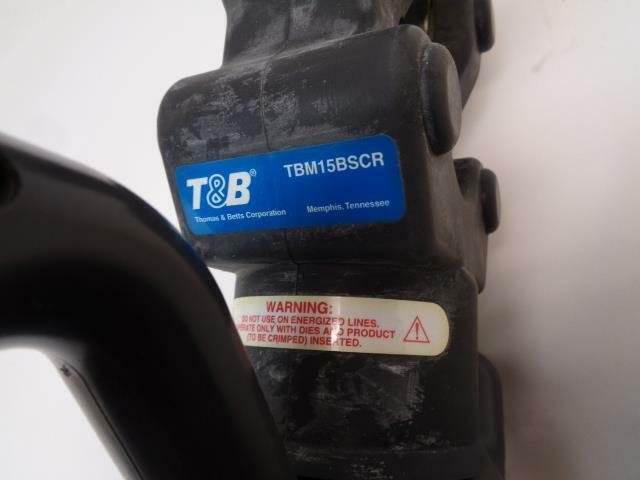 T&B® TBM15BSCR
Thomas & Betts Corporation Memphis, Tennessee
WARNING:
DO NOT USE ON ENERGIZED LINES.
OPERATE ONLY WITH DIES AND PRODUCT
(TO BE CRIMPED) INSERTED.